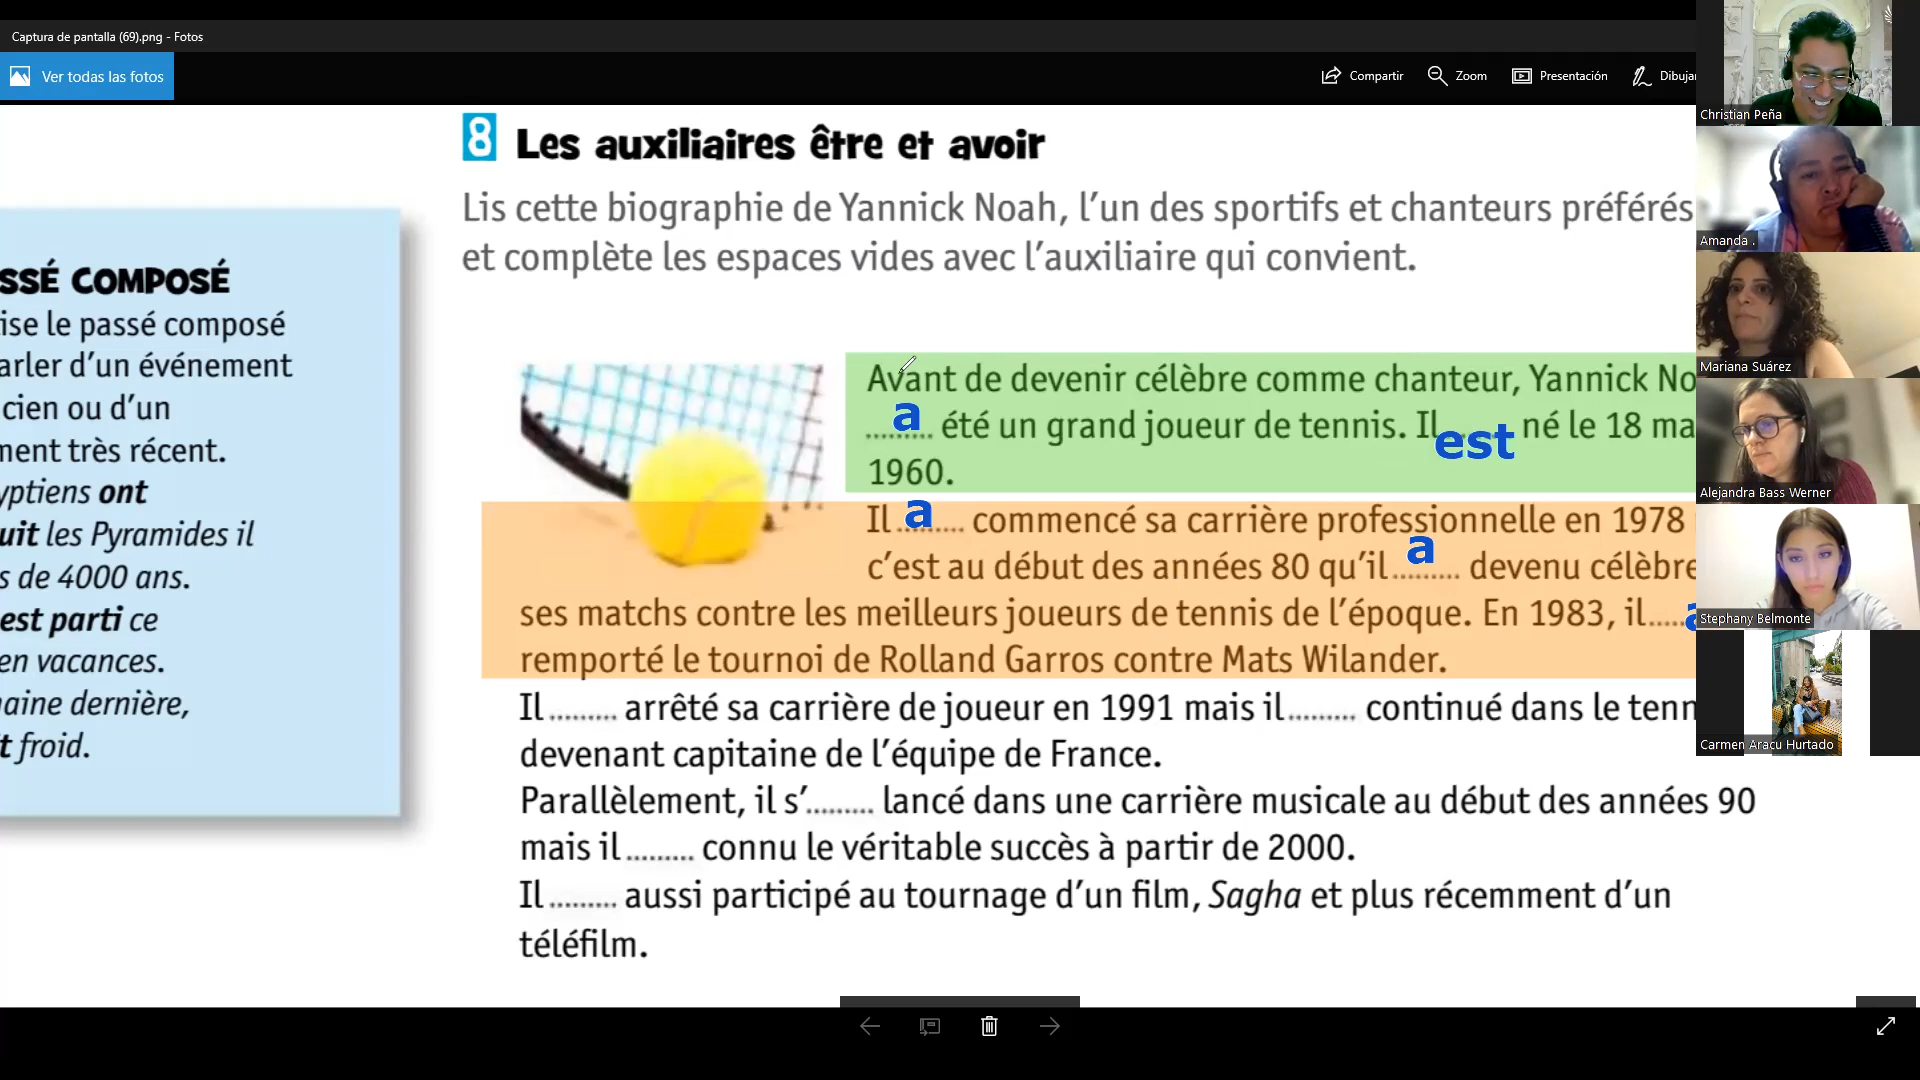 Captura de pantalla (69).png - Fotos
Ver todas las fotos
Compartir
Zoom
Presentación
Dibujar
8 Les auxiliaires être et avoir
Lis cette biographie de Yannick Noah, l'un des sportifs et chanteurs préférés
et complète les espaces vides avec l'auxiliaire qui convient.
SSÉ COMPOSÉ
ise le passé composé
arler d'un événement
cien ou d'un
ment très récent.
yptiens ont
uit les Pyramides il
s de 4000 ans.
est parti ce
en vacances.
aine dernière,
t froid.
Avant de devenir célèbre comme chanteur, Yannick No
a été un grand joueur de tennis. Il est né le 18 ma
1960.
Il a commencé sa carrière professionnelle en 1978
c'est au début des années 80 qu'il a devenu célèbre
ses matchs contre les meilleurs joueurs de tennis de l'époque. En 1983, il..... a
remporté le tournoi de Rolland Garros contre Mats Wilander.
Il ......... arrêté sa carrière de joueur en 1991 mais il ......... continué dans le tenn
devenant capitaine de l'équipe de France.
Parallèlement, il s'......... lancé dans une carrière musicale au début des années 90
mais il ......... connu le véritable succès à partir de 2000.
Il ......... aussi participé au tournage d'un film, Sagha et plus récemment d'un
téléfilm.
Christian Peña
Amanda .
Mariana Suárez
Alejandra Bass Werner
Stephany Belmonte
Carmen Aracu Hurtado